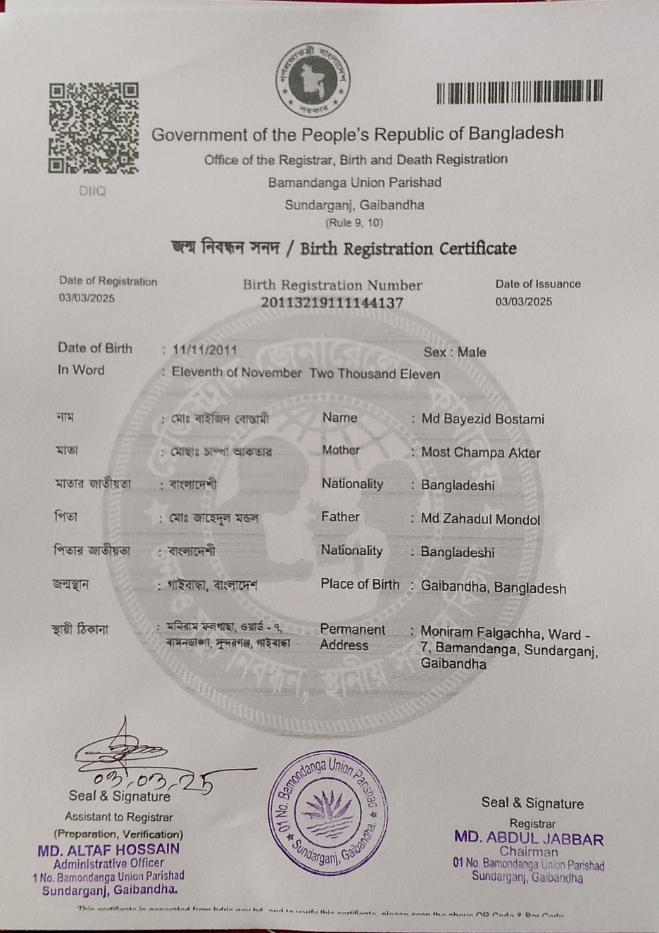 গণপ্রজাতন্ত্রী বাংলাদেশ
সরকার
DIIQ
Government of the People's Republic of Bangladesh
Office of the Registrar, Birth and Death Registration
Bamandanga Union Parishad
Sundarganj, Gaibandha
(Rule 9, 10)
জন্ম নিবন্ধন সনদ / Birth Registration Certificate
Date of Registration Birth Registration Number Date of Issuance
03/03/2025 20113219111144137 03/03/2025
Date of Birth : 11/11/2011 Sex : Male
In Word : Eleventh of November Two Thousand Eleven
নাম : মোঃ বাইজিদ বোস্তামী Name : Md Bayezid Bostami
মাতা : মোছাঃ চাম্পা আকতার Mother : Most Champa Akter
মাতার জাতীয়তা : বাংলাদেশী Nationality : Bangladeshi
পিতা : মোঃ জাহেদুল মন্ডল Father : Md Zahadul Mondol
পিতার জাতীয়তা : বাংলাদেশী Nationality : Bangladeshi
জন্মস্থান : গাইবান্ধা, বাংলাদেশ Place of Birth : Gaibandha, Bangladesh
স্থায়ী ঠিকানা : মনিরাম ফলগাছা, ওয়ার্ড - ৭, Permanent : Moniram Falgachha, Ward -
বামনডাঙ্গা, সুন্দরগঞ্জ, গাইবান্ধা Address 7, Bamandanga, Sundarganj,
Gaibandha
03.03.25
Seal & Signature
Assistant to Registrar
(Preparation, Verification)
MD. ALTAF HOSSAIN
Administrative Officer
1 No. Bamondanga Union Parishad
Sundarganj, Gaibandha.
01 No. Bamondanga Union Parishad
Sundarganj, Gaibandha.
Seal & Signature
Registrar
MD. ABDUL JABBAR
Chairman
01 No. Bamondanga Union Parishad
Sundarganj, Gaibandha